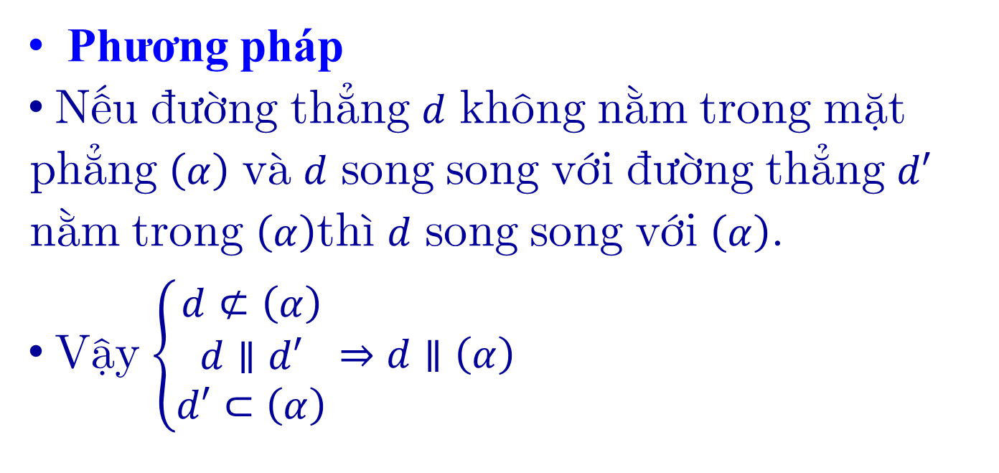 • Phương pháp
• Nếu đường thẳng d không nằm trong mặt
phẳng (α) và d song song với đường thẳng d′
nằm trong (α)thì d song song với (α).
d ⊄ (α)
• Vậy { d ∥ d′ ⇒ d ∥ (α)
d′ ⊂ (α)